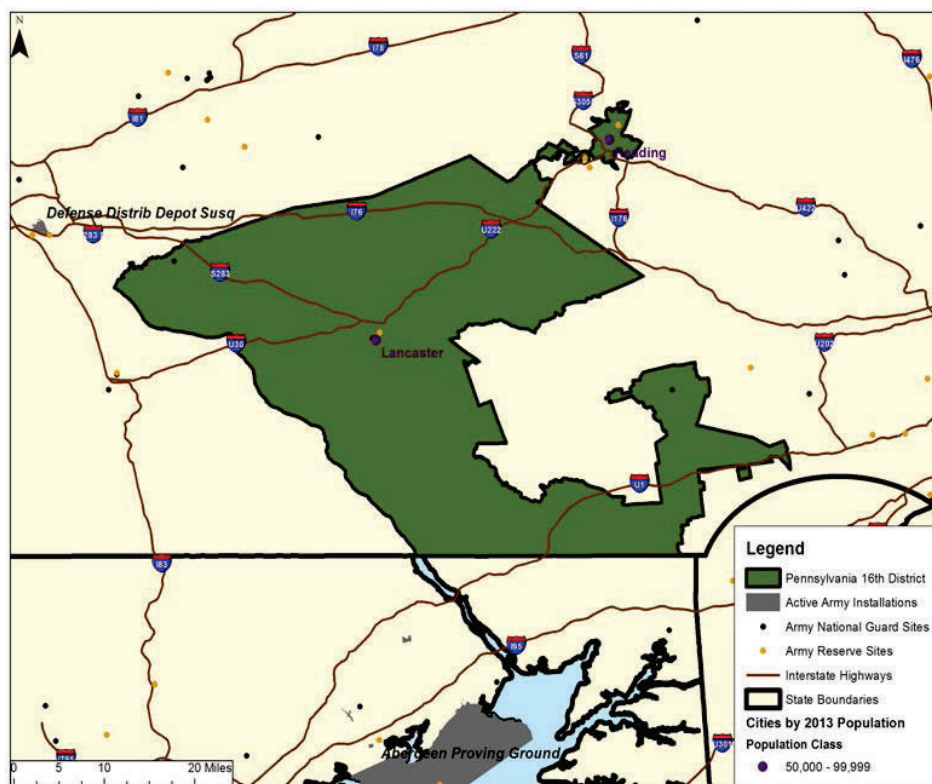 N
I78
S61
I476
I81
S305
Reading
Defense Distrib Depot Susq
I76
U422
I283
U222
I176
S283
U30
U202
Lancaster
U1
I83
I95
Aberdeen Proving Ground
U301
0 5 10 20 Miles
Legend
Pennsylvania 16th District
Active Army Installations
Army National Guard Sites
Army Reserve Sites
Interstate Highways
State Boundaries
Cities by 2013 Population
Population Class
50,000 - 99,999